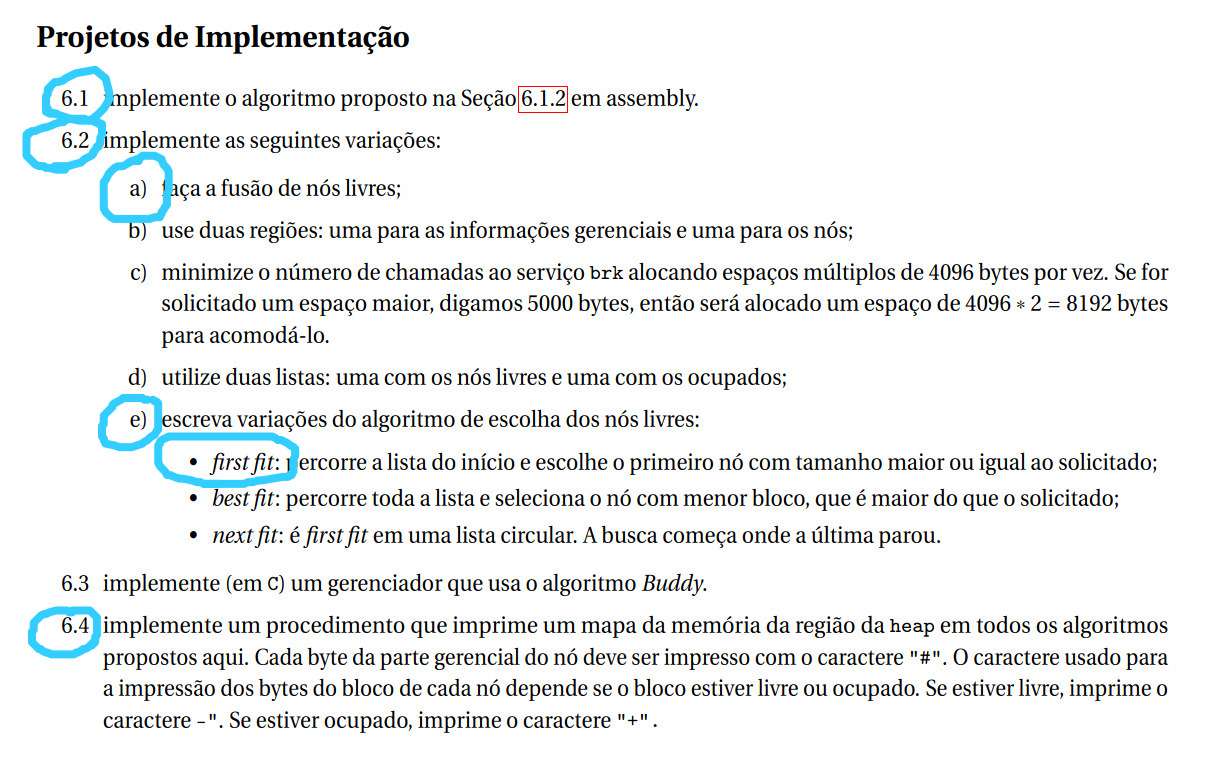 Projetos de Implementação
6.1 implemente o algoritmo proposto na Seção 6.1.2 em assembly.
6.2 implemente as seguintes variações:
a) faça a fusão de nós livres;
b) use duas regiões: uma para as informações gerenciais e uma para os nós;
c) minimize o número de chamadas ao serviço brk alocando espaços múltiplos de 4096 bytes por vez. Se for
solicitado um espaço maior, digamos 5000 bytes, então será alocado um espaço de 4096 * 2 = 8192 bytes
para acomodá-lo.
d) utilize duas listas: uma com os nós livres e uma com os ocupados;
e) escreva variações do algoritmo de escolha dos nós livres:
• first fit: percorre a lista do início e escolhe o primeiro nó com tamanho maior ou igual ao solicitado;
• best fit: percorre toda a lista e seleciona o nó com menor bloco, que é maior do que o solicitado;
• next fit: é first fit em uma lista circular. A busca começa onde a última parou.
6.3 implemente (em C) um gerenciador que usa o algoritmo Buddy.
6.4 implemente um procedimento que imprime um mapa da memória da região da heap em todos os algoritmos
propostos aqui. Cada byte da parte gerencial do nó deve ser impresso com o caractere "#". O caractere usado para
a impressão dos bytes do bloco de cada nó depende se o bloco estiver livre ou ocupado. Se estiver livre, imprime o
caractere -". Se estiver ocupado, imprime o caractere "+".